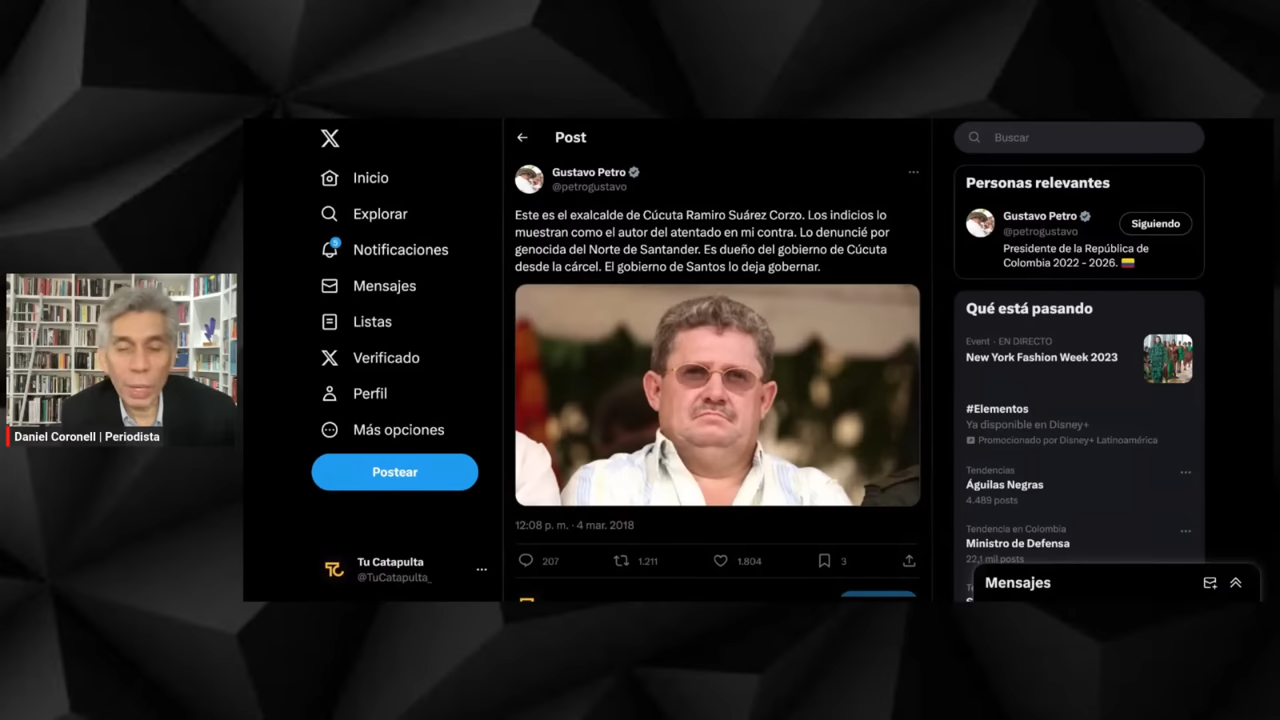 Daniel Coronell | Periodista
Inicio
Explorar
5
Notificaciones
Mensajes
Listas
Verificado
Perfil
Más opciones
Postear
Tu Catapulta
@TuCatapulta_
Post
Gustavo Petro
@petrogustavo
Este es el exalcalde de Cúcuta Ramiro Suárez Corzo. Los indicios lo
muestran como el autor del atentado en mi contra. Lo denuncié por
genocida del Norte de Santander. Es dueño del gobierno de Cúcuta
desde la cárcel. El gobierno de Santos lo deja gobernar.
12:08 p. m. · 4 mar. 2018
207
1.211
1.804
3
Buscar
Personas relevantes
Gustavo Petro
@petrogustavo
Siguiendo
Presidente de la República de
Colombia 2022 - 2026.
Qué está pasando
Event · EN DIRECTO
New York Fashion Week 2023
#Elementos
Ya disponible en Disney+
Promocionado por Disney+ Latinoamérica
Tendencias
Águilas Negras
4.489 posts
Tendencia en Colombia
Ministro de Defensa
22,1 mil posts
Mensajes